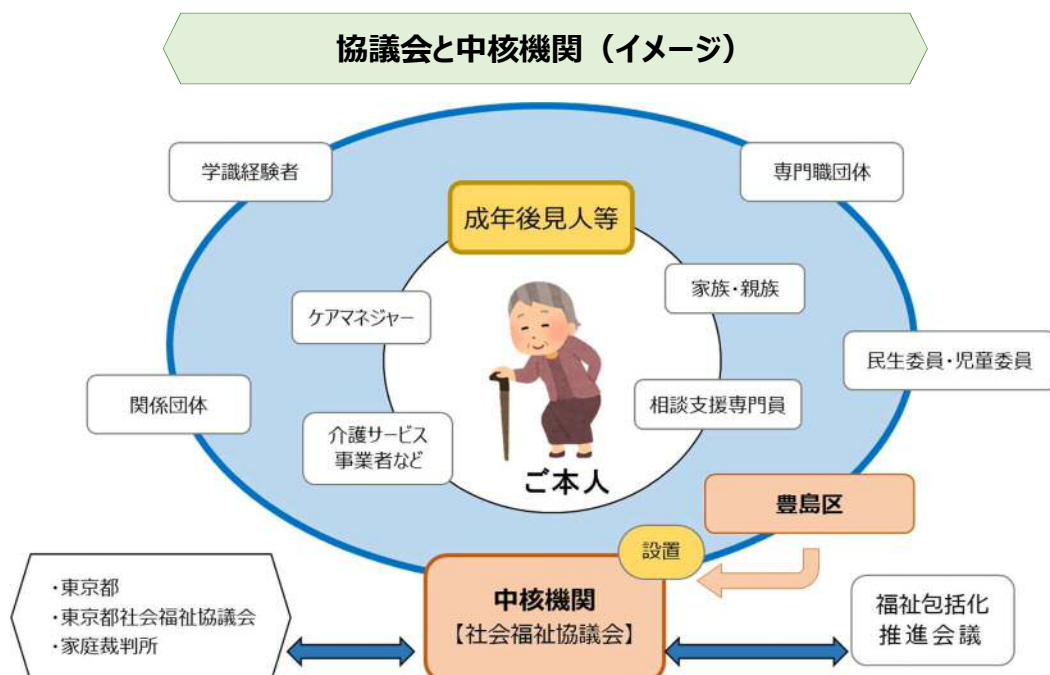 協議会と中核機関（イメージ）
学識経験者
専門職団体
成年後見人等
家族・親族
ケアマネジャー
民生委員・児童委員
関係団体
相談支援専門員
介護サービス
事業者など
ご本人
豊島区
設置
・東京都
・東京都社会福祉協議会
・家庭裁判所
中核機関
【社会福祉協議会】
福祉包括化
推進会議